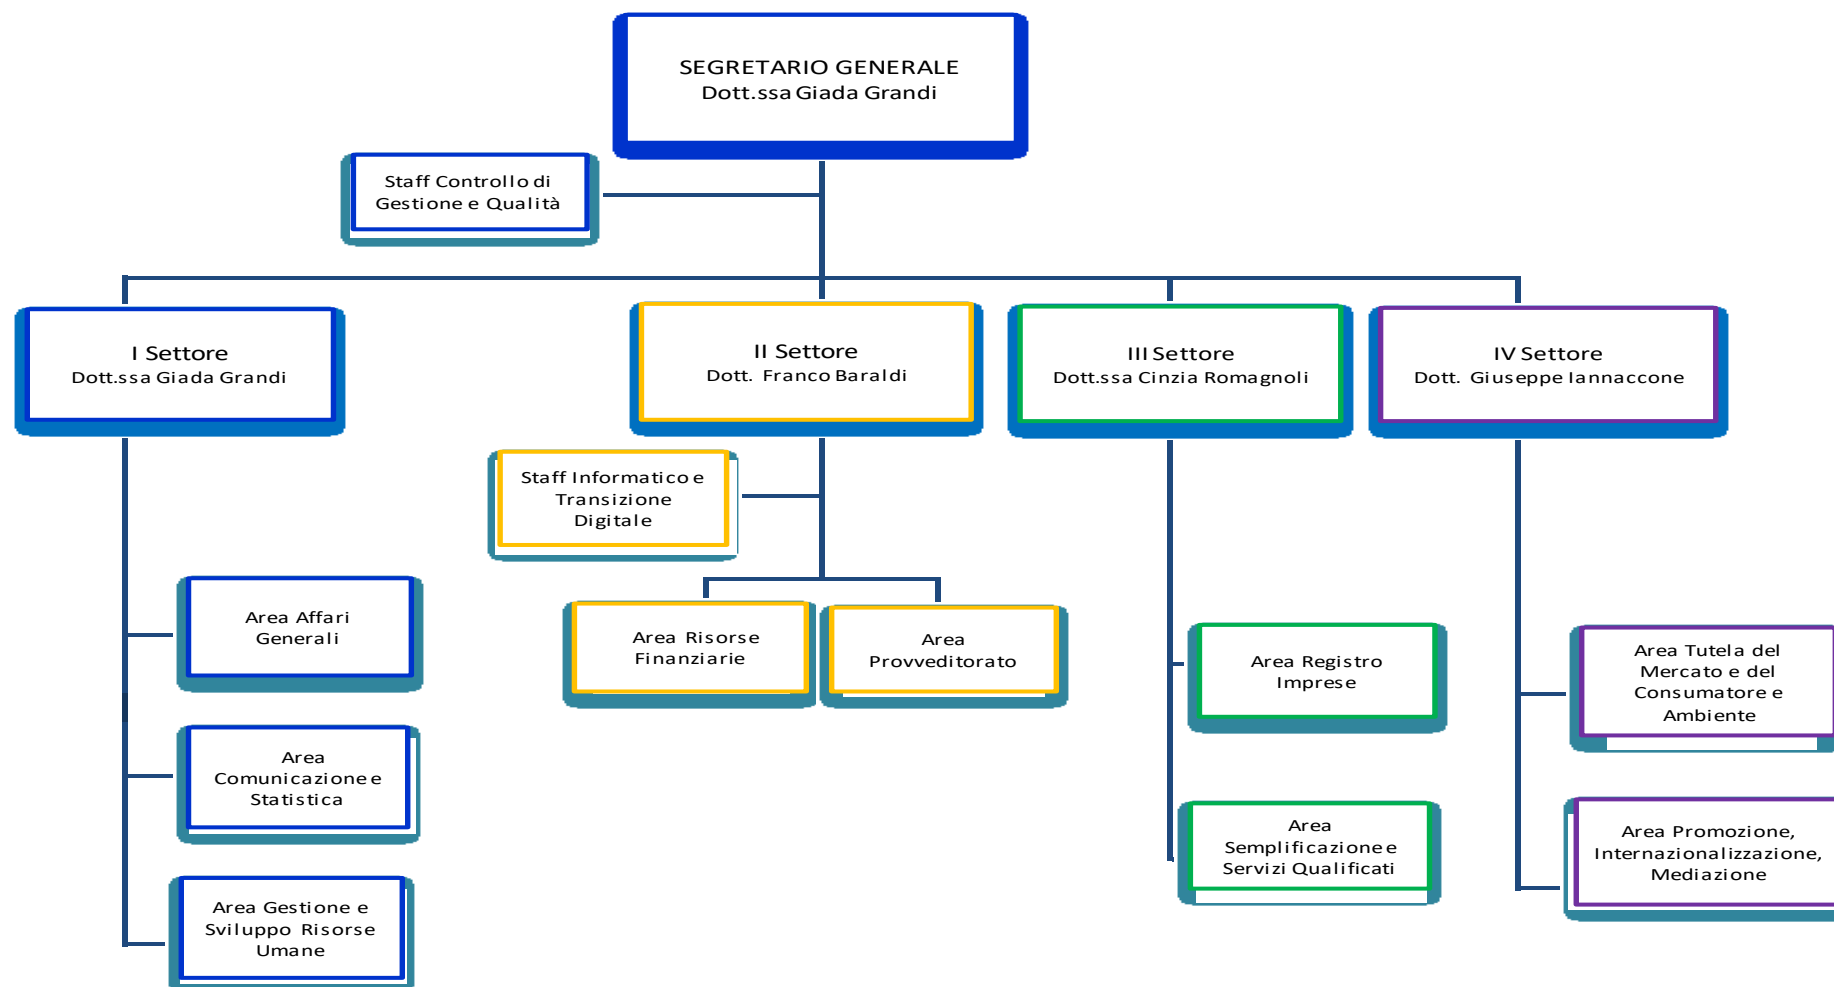 SEGRETARIO GENERALE
Dott.ssa Giada Grandi
Staff Controllo di
Gestione e Qualità
I Settore
Dott.ssa Giada Grandi
II Settore
Dott. Franco Baraldi
III Settore
Dott.ssa Cinzia Romagnoli
IV Settore
Dott. Giuseppe Iannaccone
Staff Informatico e
Transizione
Digitale
Area Affari
Generali
Area Risorse
Finanziarie
Area
Provveditorato
Area Registro
Imprese
Area Tutela del
Mercato e del
Consumatore e
Ambiente
Area
Comunicazione e
Statistica
Area
Semplificazione e
Servizi Qualificati
Area Promozione,
Internazionalizzazione,
Mediazione
Area Gestione e
Sviluppo Risorse
Umane